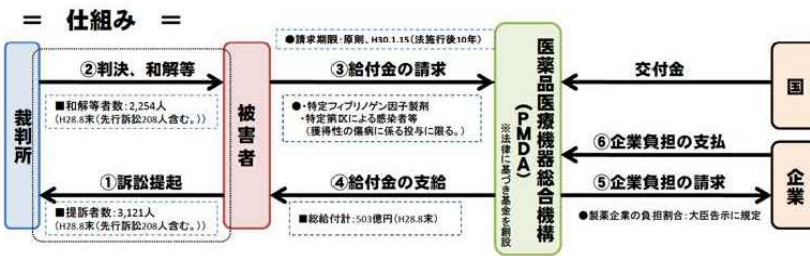 = 仕組み =
裁判所
②判決、和解等
■和解等者数:2,254人
(H28.8末(先行訴訟208人含む。))
①訴訟提起
■提訴者数:3,121人
(H28.8末(先行訴訟208人含む。))
被害者
●請求期限・原則、H30.1.15(法施行後10年)
③給付金の請求
●・特定フィブリノゲン因子製剤
・特定第Ⅸによる感染者等
(獲得性の傷病に係る投与に限る。)
④給付金の支給
■総給付計:503億円(H28.8末)
医薬品医療機器総合機構
(PMDA)
※法律に基づき基金を創設
交付金
国
⑥企業負担の支払
⑤企業負担の請求
●製薬企業の負担割合:大臣告示に規定
企業